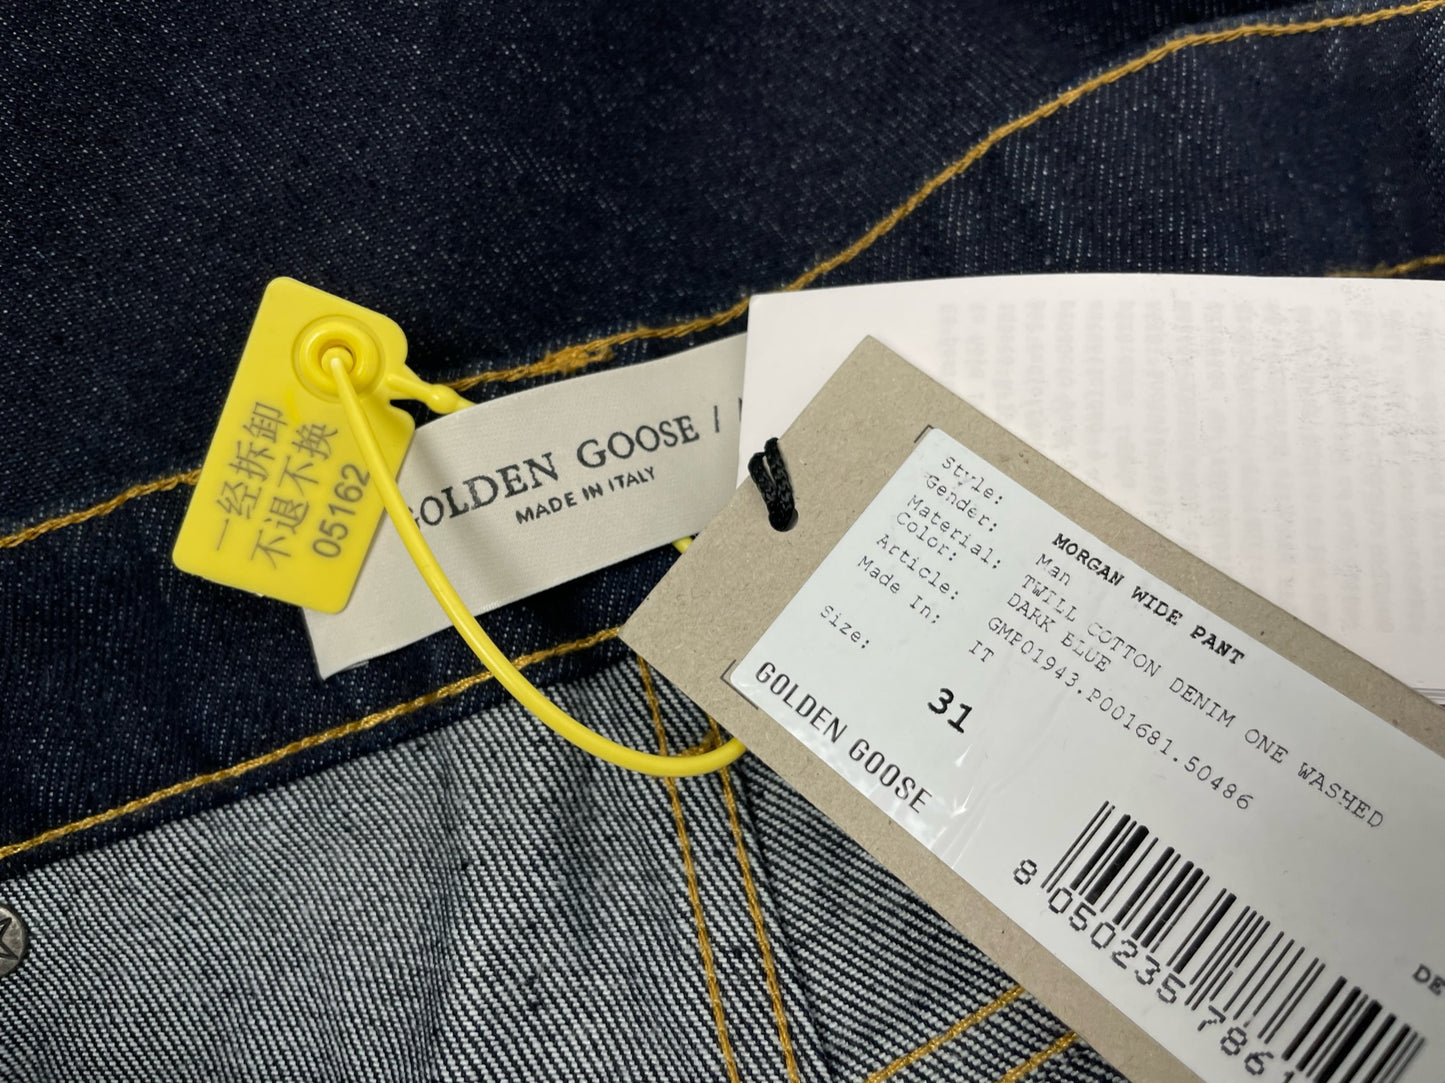 一经拆卸
不退不换
05162
GOLDEN GOOSE /
MADE IN ITALY
Style: MORGAN WIDE PANT
Gender: Man
Material: TWILL COTTON DENIM ONE WASHED
Color: DARK BLUE
Article: GMP01943.P001681.50486
Made In: IT
Size: 31
GOLDEN GOOSE
8 050235 786
DE